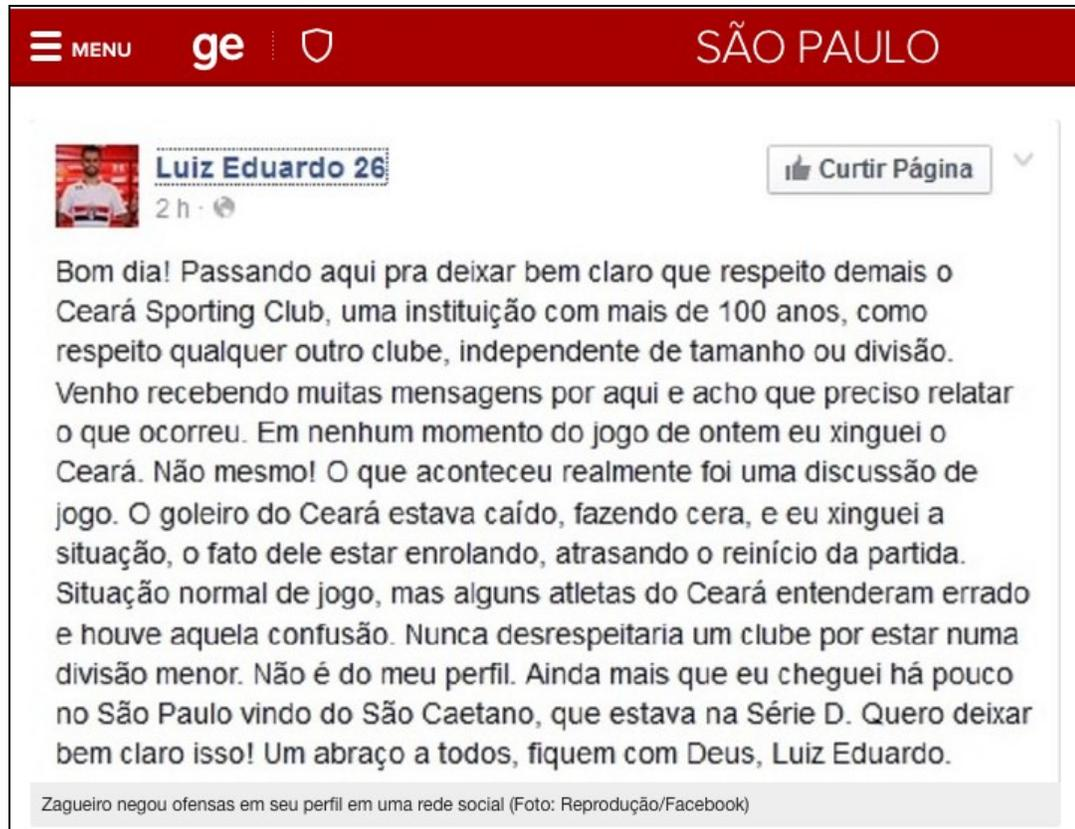 MENU ge SÃO PAULO
Luiz Eduardo 26
Curtir Página
2 h
Bom dia! Passando aqui pra deixar bem claro que respeito demais o
Ceará Sporting Club, uma instituição com mais de 100 anos, como
respeito qualquer outro clube, independente de tamanho ou divisão.
Venho recebendo muitas mensagens por aqui e acho que preciso relatar
o que ocorreu. Em nenhum momento do jogo de ontem eu xinguei o
Ceará. Não mesmo! O que aconteceu realmente foi uma discussão de
jogo. O goleiro do Ceará estava caído, fazendo cera, e eu xinguei a
situação, o fato dele estar enrolando, atrasando o reinício da partida.
Situação normal de jogo, mas alguns atletas do Ceará entenderam errado
e houve aquela confusão. Nunca desrespeitaria um clube por estar numa
divisão menor. Não é do meu perfil. Ainda mais que eu cheguei há pouco
no São Paulo vindo do São Caetano, que estava na Série D. Quero deixar
bem claro isso! Um abraço a todos, fiquem com Deus, Luiz Eduardo.
Zagueiro negou ofensas em seu perfil em uma rede social (Foto: Reprodução/Facebook)